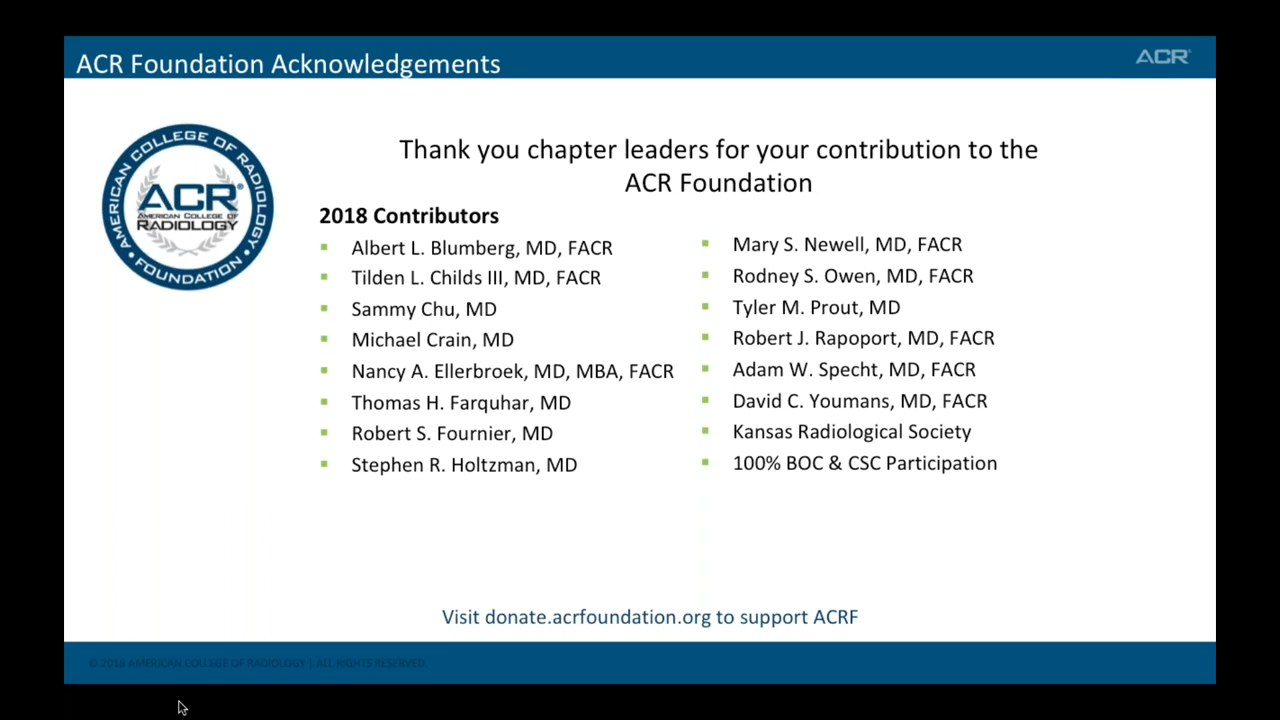 ACR Foundation Acknowledgements
ACR
AMERICAN COLLEGE OF RADIOLOGY
ACR
AMERICAN COLLEGE OF
RADIOLOGY
• FOUNDATION •
Thank you chapter leaders for your contribution to the
ACR Foundation
2018 Contributors
Albert L. Blumberg, MD, FACR
Tilden L. Childs III, MD, FACR
Sammy Chu, MD
Michael Crain, MD
Nancy A. Ellerbroek, MD, MBA, FACR
Thomas H. Farquhar, MD
Robert S. Fournier, MD
Stephen R. Holtzman, MD
Mary S. Newell, MD, FACR
Rodney S. Owen, MD, FACR
Tyler M. Prout, MD
Robert J. Rapoport, MD, FACR
Adam W. Specht, MD, FACR
David C. Youmans, MD, FACR
Kansas Radiological Society
100% BOC & CSC Participation
Visit donate.acrfoundation.org to support ACRF
© 2018 AMERICAN COLLEGE OF RADIOLOGY | ALL RIGHTS RESERVED.